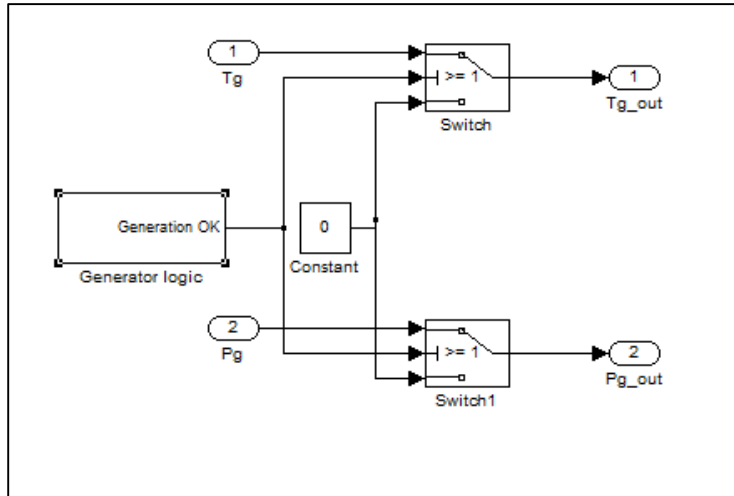 1
Tg
>= 1
Switch
1
Tg_out
Generation OK
Generator logic
0
Constant
2
Pg
>= 1
Switch1
2
Pg_out